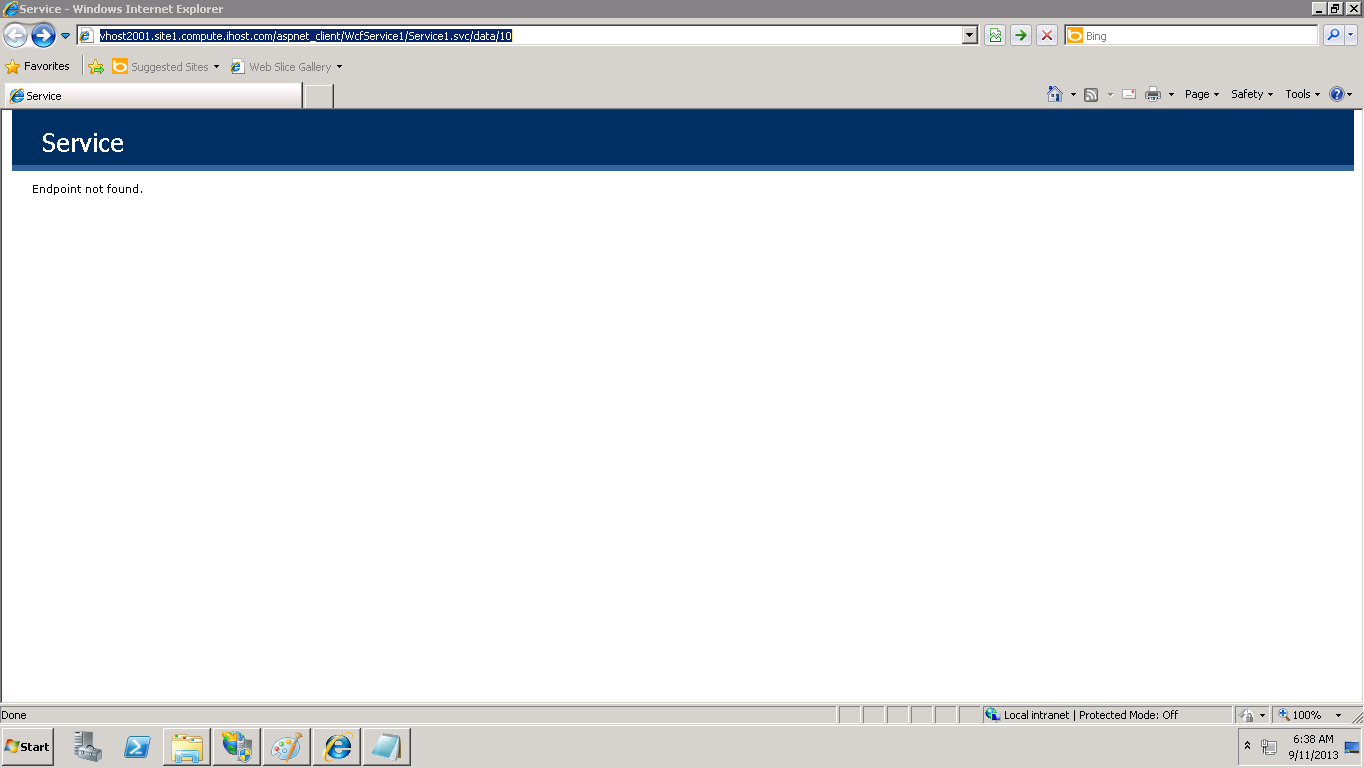 Service - Windows Internet Explorer
vhost2001.site1.compute.ihost.com/aspnet_client/WcfService1/Service1.svc/data/10
Bing
Favorites
Suggested Sites
Web Slice Gallery
Service
Page
Safety
Tools
Service
Endpoint not found.
Done
Local intranet | Protected Mode: Off
100%
Start
6:38 AM
9/11/2013